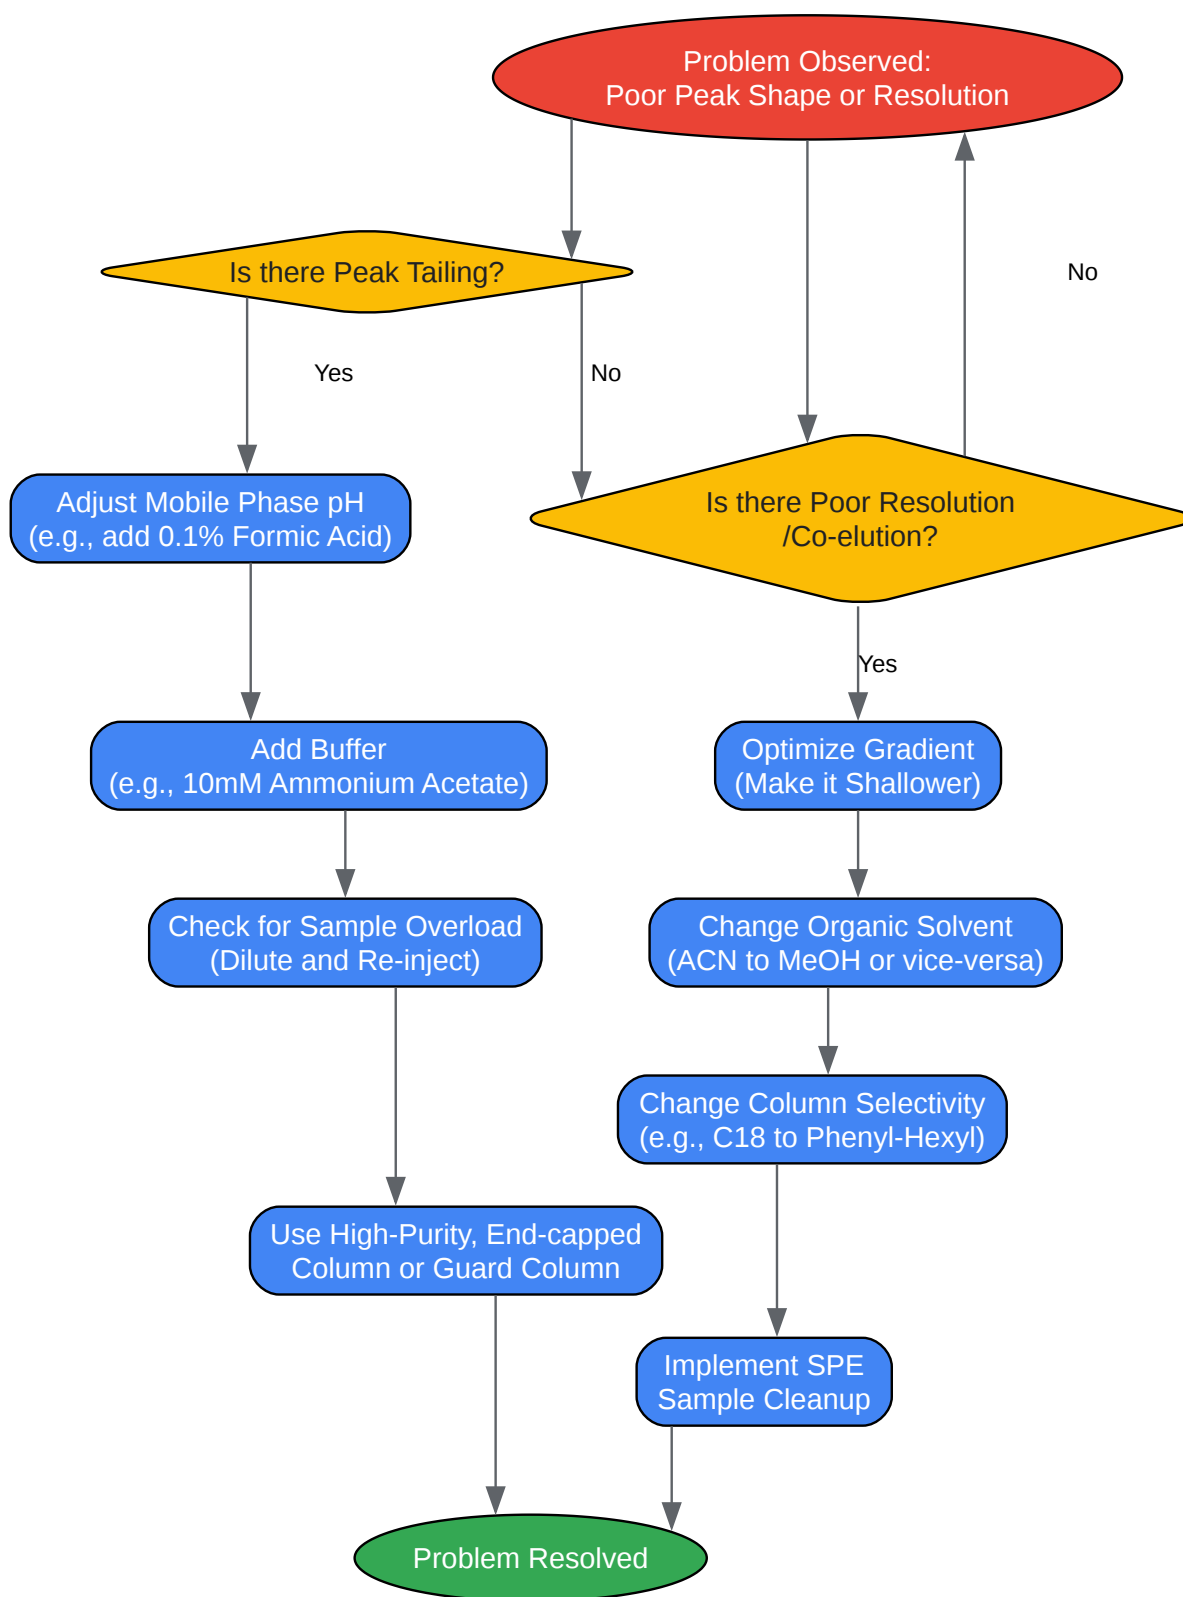 Problem Observed:
Poor Peak Shape or Resolution
Is there Peak Tailing?
No
Yes
No
Adjust Mobile Phase pH
(e.g., add 0.1% Formic Acid)
Is there Poor Resolution
/Co-elution?
Yes
Add Buffer
(e.g., 10mM Ammonium Acetate)
Optimize Gradient
(Make it Shallower)
Check for Sample Overload
(Dilute and Re-inject)
Change Organic Solvent
(ACN to MeOH or vice-versa)
Change Column Selectivity
(e.g., C18 to Phenyl-Hexyl)
Use High-Purity, End-capped
Column or Guard Column
Implement SPE
Sample Cleanup
Problem Resolved